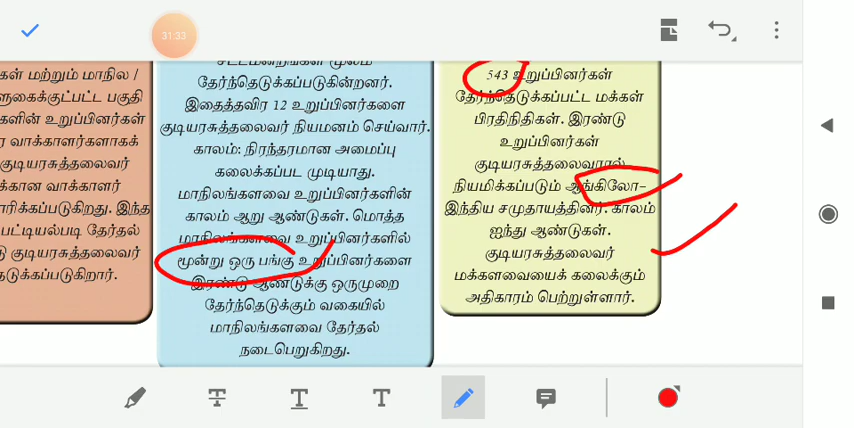 31:33
கள் மற்றும் மாநில /
ளுகைக்குட்பட்ட பகுதி
களின் உறுப்பினர்கள்
ர வாக்காளர்களாகக்
குடியரசுத்தலைவர்
க்கான வாக்காளர்
ாரிக்கப்படுகிறது. இந்த
பட்டியல்படி தேர்தல்
டு குடியரசுத்தலைவர்
தடுக்கப்படுகிறார்.
சட்டமன்றங்கள் மூலம்
தேர்ந்தெடுக்கப்படுகின்றனர்.
இதைத்தவிர 12 உறுப்பினர்களை
குடியரசுத்தலைவர் நியமனம் செய்வார்.
காலம்: நிரந்தரமான அமைப்பு
கலைக்கப்பட முடியாது.
மாநிலங்களவை உறுப்பினர்களின்
காலம் ஆறு ஆண்டுகள். மொத்த
மாநிலங்களவை உறுப்பினர்களில்
மூன்று ஒரு பங்கு உறுப்பினர்களை
இரண்டு ஆண்டுக்கு ஒருமுறை
தேர்ந்தெடுக்கும் வகையில்
மாநிலங்களவை தேர்தல்
நடைபெறுகிறது.
543 உறுப்பினர்கள்
தேர்ந்தெடுக்கப்பட்ட மக்கள்
பிரதிநிதிகள். இரண்டு
உறுப்பினர்கள்
குடியரசுத்தலைவரால்
நியமிக்கப்படும் ஆங்கிலோ-
இந்திய சமுதாயத்தினர். காலம்
ஐந்து ஆண்டுகள்.
குடியரசுத்தலைவர்
மக்களவையைக் கலைக்கும்
அதிகாரம் பெற்றுள்ளார்.
T T T